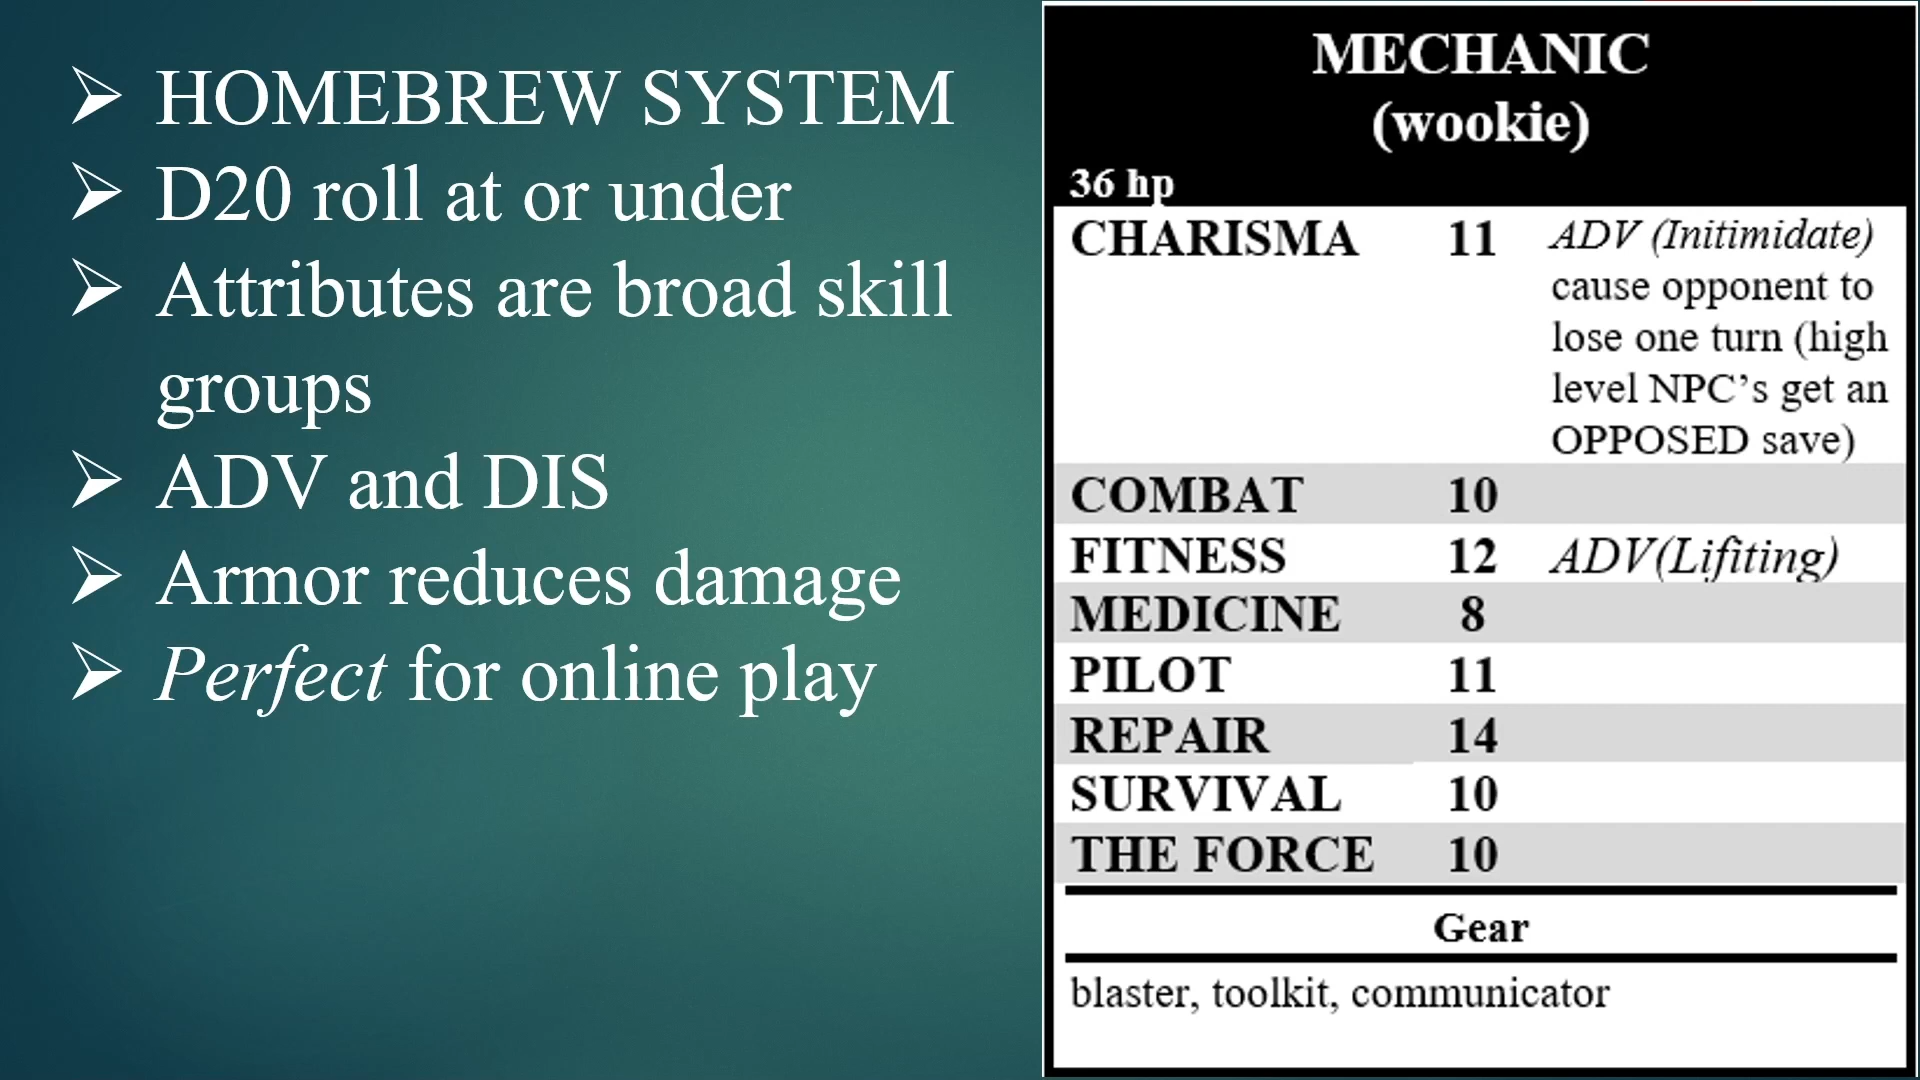 ➢ HOMEBREW SYSTEM
➢ D20 roll at or under
➢ Attributes are broad skill
groups
➢ ADV and DIS
➢ Armor reduces damage
➢ Perfect for online play
MECHANIC
(wookie)
36 hp
CHARISMA 11 ADV (Initimidate)
cause opponent to
lose one turn (high
level NPC’s get an
OPPOSED save)
COMBAT 10
FITNESS 12 ADV(Lifiting)
MEDICINE 8
PILOT 11
REPAIR 14
SURVIVAL 10
THE FORCE 10
Gear
blaster, toolkit, communicator